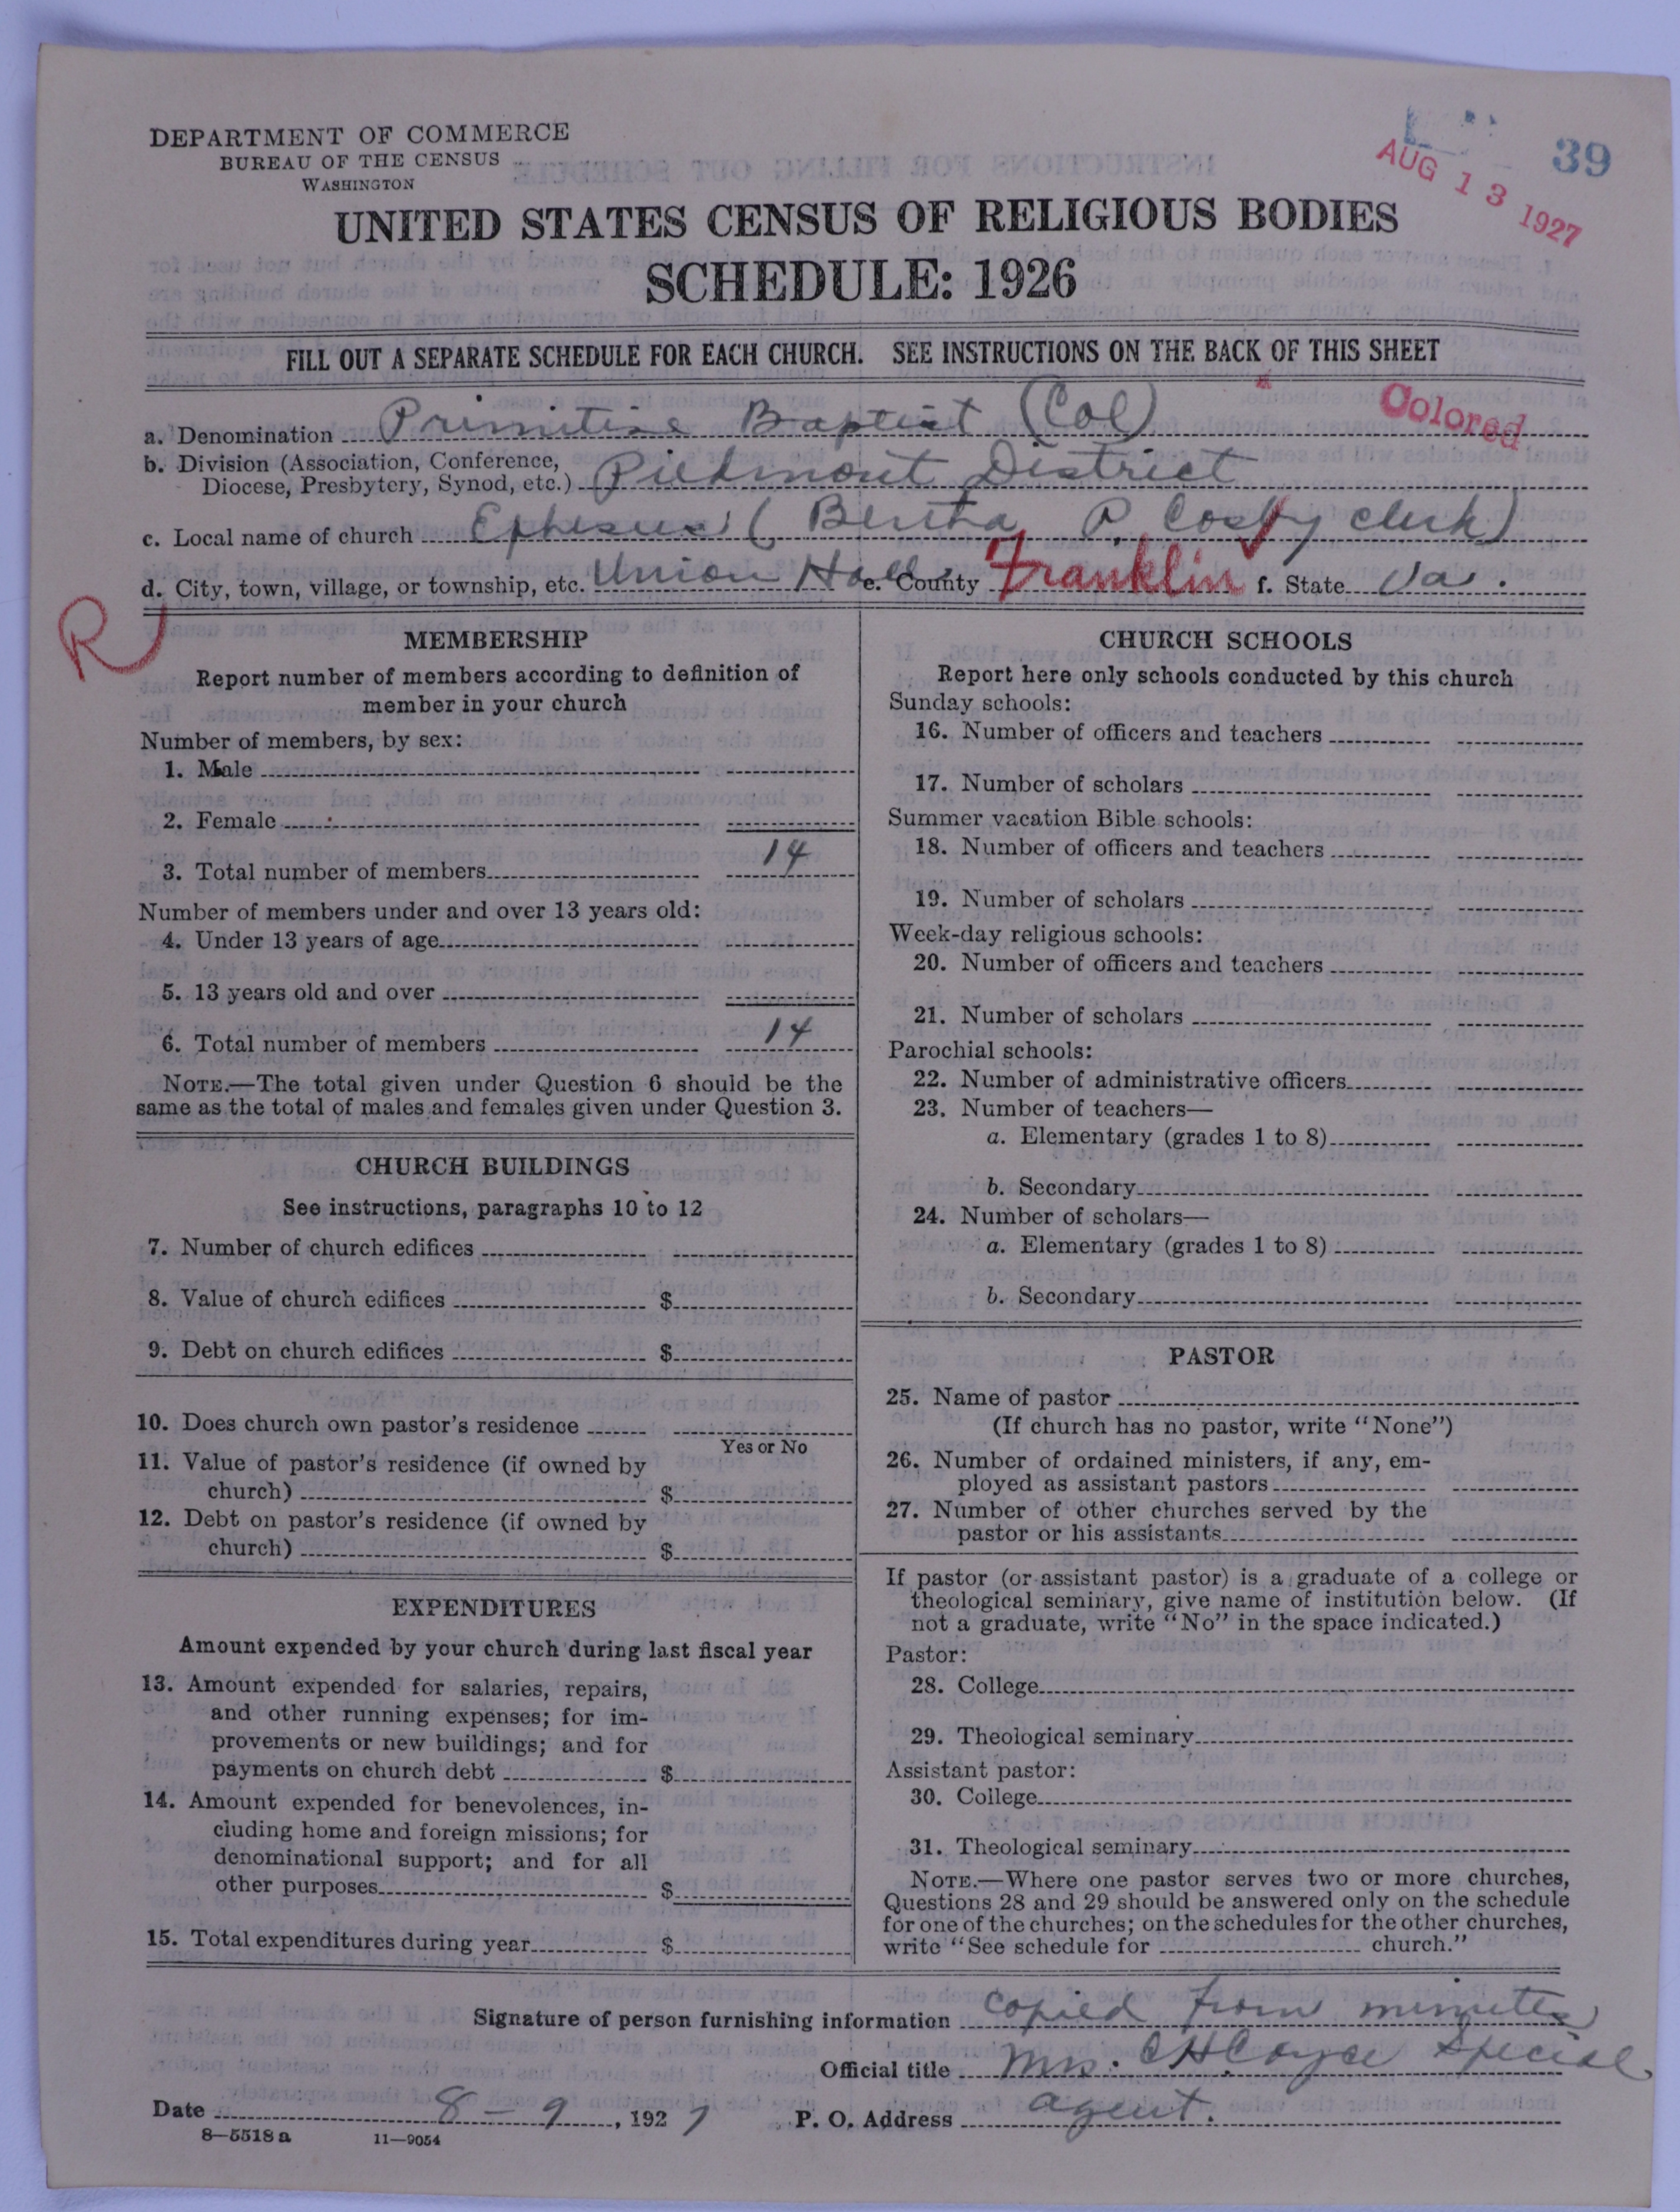 DEPARTMENT OF COMMERCE
BUREAU OF THE CENSUS
WASHINGTON
39
AUG 13 1927
UNITED STATES CENSUS OF RELIGIOUS BODIES
SCHEDULE: 1926
FILL OUT A SEPARATE SCHEDULE FOR EACH CHURCH. SEE INSTRUCTIONS ON THE BACK OF THIS SHEET
a. Denomination Primitive Baptist (Col) Colored
b. Division (Association, Conference, Diocese, Presbytery, Synod, etc.) Piedmont District
c. Local name of church Ephesus (Bertha P. Cosby clerk)
d. City, town, village, or township, etc. Union Hall e. County Franklin f. State Va.
R
MEMBERSHIP
Report number of members according to definition of
member in your church
Number of members, by sex:
1. Male
2. Female
3. Total number of members 14
Number of members under and over 13 years old:
4. Under 13 years of age
5. 13 years old and over
6. Total number of members 14
NOTE.—The total given under Question 6 should be the
same as the total of males and females given under Question 3.
CHURCH BUILDINGS
See instructions, paragraphs 10 to 12
7. Number of church edifices
8. Value of church edifices $
9. Debt on church edifices $
10. Does church own pastor's residence
Yes or No
11. Value of pastor's residence (if owned by
church) $
12. Debt on pastor's residence (if owned by
church) $
EXPENDITURES
Amount expended by your church during last fiscal year
13. Amount expended for salaries, repairs,
and other running expenses; for im-
provements or new buildings; and for
payments on church debt $
14. Amount expended for benevolences, in-
cluding home and foreign missions; for
denominational support; and for all
other purposes $
15. Total expenditures during year $
CHURCH SCHOOLS
Report here only schools conducted by this church
Sunday schools:
16. Number of officers and teachers
17. Number of scholars
Summer vacation Bible schools:
18. Number of officers and teachers
19. Number of scholars
Week-day religious schools:
20. Number of officers and teachers
21. Number of scholars
Parochial schools:
22. Number of administrative officers
23. Number of teachers—
a. Elementary (grades 1 to 8)
b. Secondary
24. Number of scholars—
a. Elementary (grades 1 to 8)
b. Secondary
PASTOR
25. Name of pastor
(If church has no pastor, write "None")
26. Number of ordained ministers, if any, em-
ployed as assistant pastors
27. Number of other churches served by the
pastor or his assistants
If pastor (or assistant pastor) is a graduate of a college or
theological seminary, give name of institution below. (If
not a graduate, write "No" in the space indicated.)
Pastor:
28. College
29. Theological seminary
Assistant pastor:
30. College
31. Theological seminary
NOTE.—Where one pastor serves two or more churches,
Questions 28 and 29 should be answered only on the schedule
for one of the churches; on the schedules for the other churches,
write "See schedule for church."
Signature of person furnishing information copied from minutes
Official title Mrs. C H Special
Date 8-9, 1927 P. O. Address agent.
8—5518 a 11—9054